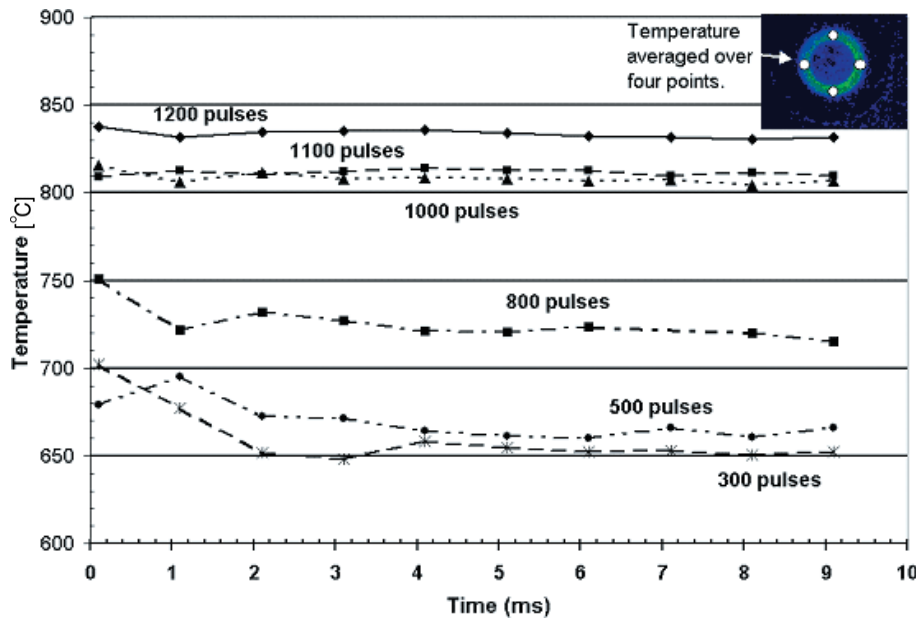 900
850
800
750
700
650
600
Temperature [°C]
Temperature
averaged over
four points.
1200 pulses
1100 pulses
1000 pulses
800 pulses
500 pulses
300 pulses
0 1 2 3 4 5 6 7 8 9 10
Time (ms)